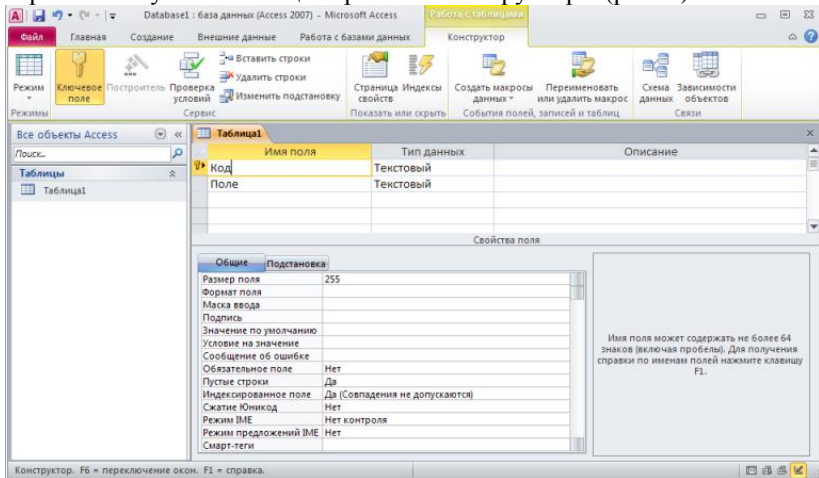 Database1 : база данных (Access 2007) - Microsoft Access
Работа с таблицами
Файл Главная Создание Внешние данные Работа с базами данных Конструктор
Режим
Режимы
Ключевое поле
Построитель
Проверка условий
Вставить строки
Удалить строки
Изменить подстановку
Сервис
Страница свойств
Индексы
Показать или скрыть
Создать макросы данных
Переименовать или удалить макрос
События полей, записей и таблиц
Схема данных
Зависимости объектов
Связи
Все объекты Access
Поиск...
Таблицы
Таблица1
Таблица1
Имя поля Тип данных Описание
Код Текстовый
Поле Текстовый
Свойства поля
Общие Подстановка
Размер поля 255
Формат поля
Маска ввода
Подпись
Значение по умолчанию
Условие на значение
Сообщение об ошибке
Обязательное поле Нет
Пустые строки Да
Индексированное поле Да (Совпадения не допускаются)
Сжатие Юникод Нет
Режим IME Нет контроля
Режим предложений IME Нет
Смарт-теги
Имя поля может содержать не более 64
знаков (включая пробелы). Для получения
справки по именам полей нажмите клавишу
F1.
Конструктор. F6 = переключение окон. F1 = справка.